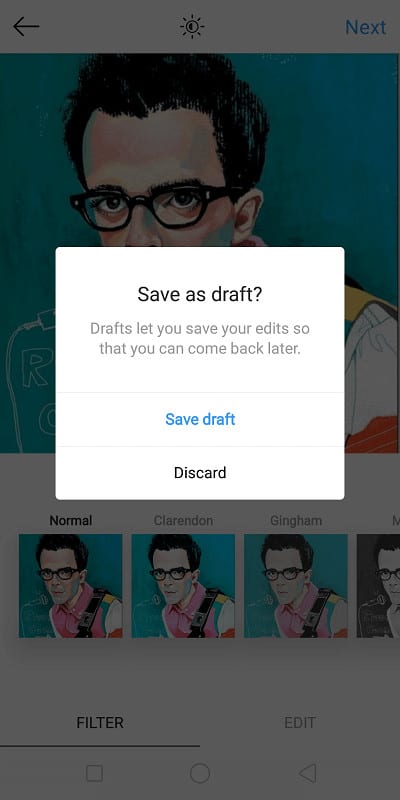 Next
Save as draft?
Drafts let you save your edits so
that you can come back later.
Save draft
Discard
Normal
Clarendon
Gingham
M
FILTER
EDIT